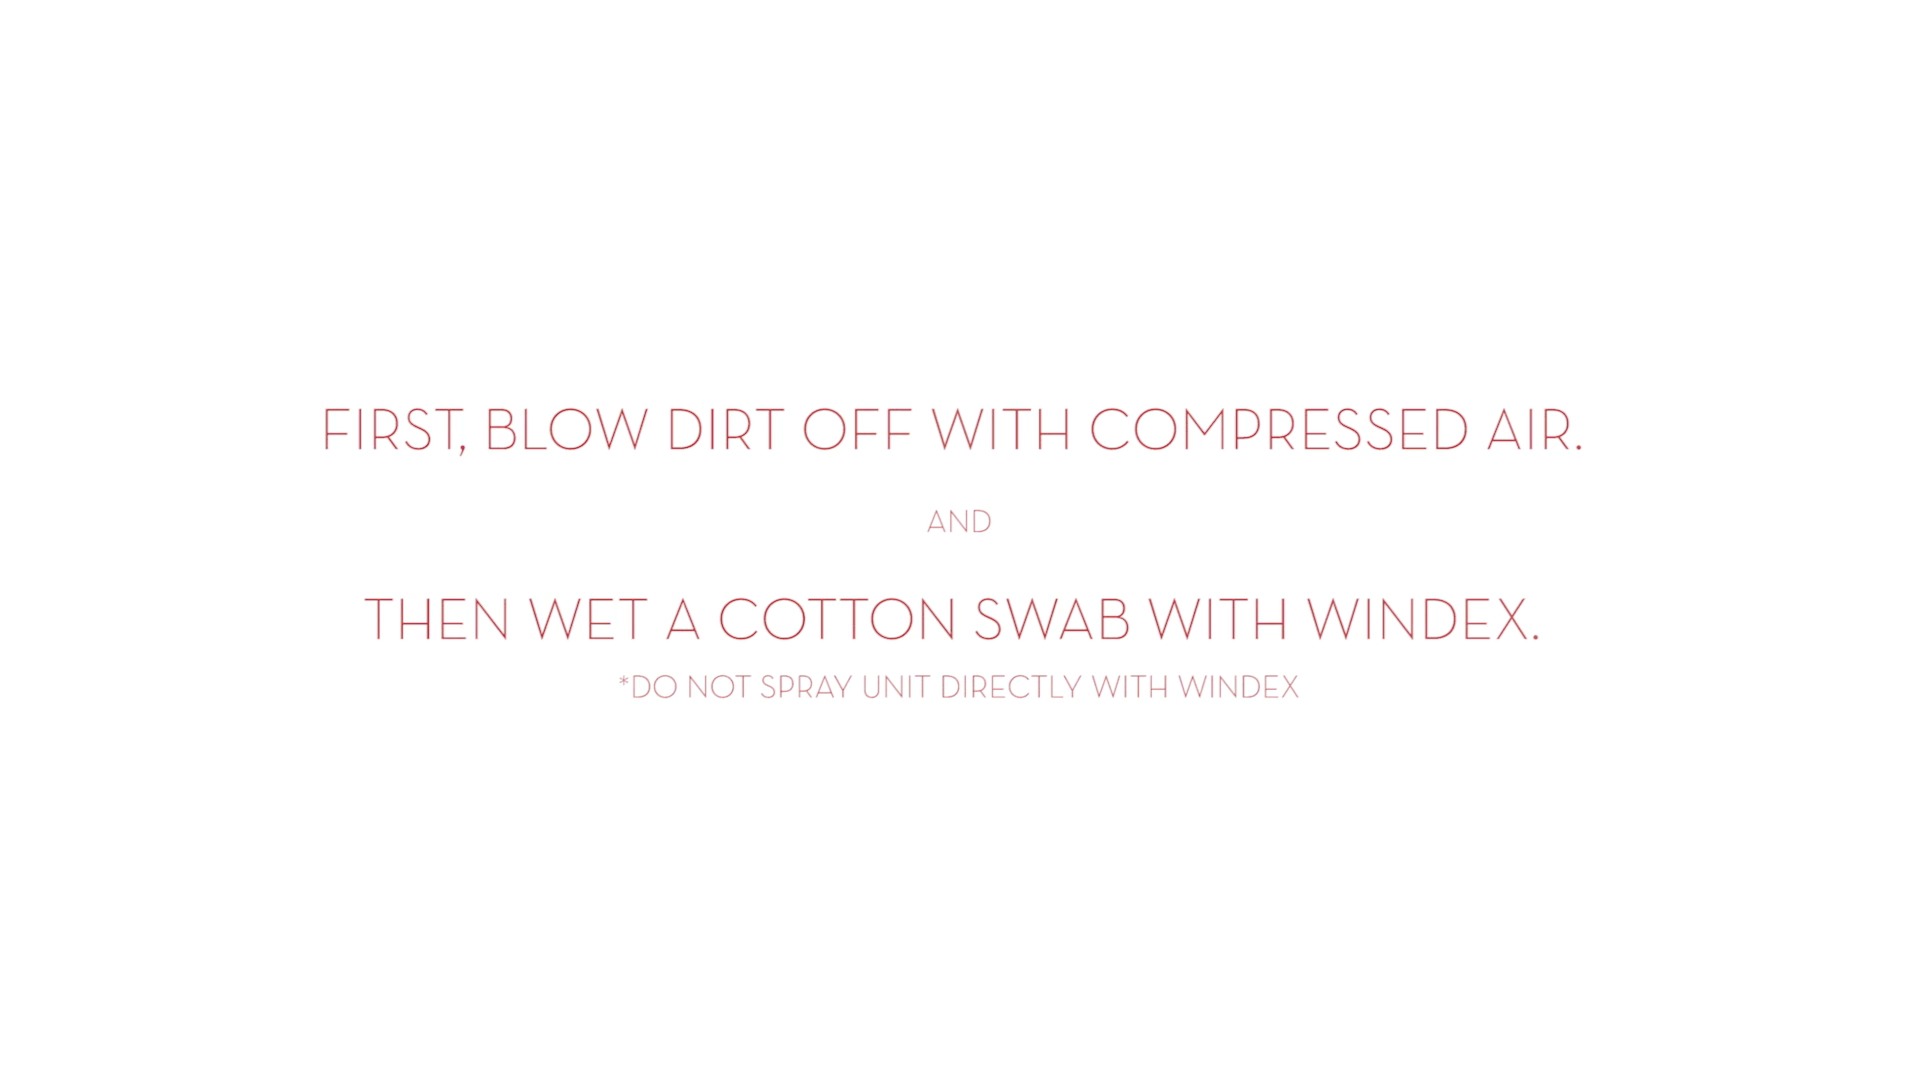 FIRST, BLOW DIRT OFF WITH COMPRESSED AIR.
AND
THEN WET A COTTON SWAB WITH WINDEX.
*DO NOT SPRAY UNIT DIRECTLY WITH WINDEX